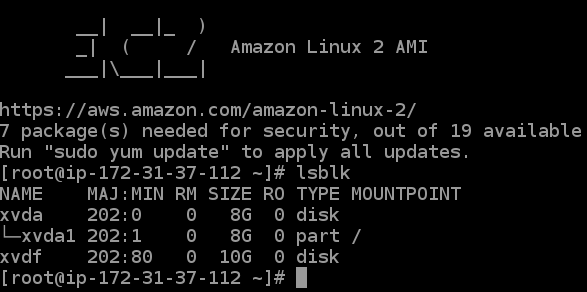 __|  __|_  )
_|  (     /   Amazon Linux 2 AMI
___|\___|___|
https://aws.amazon.com/amazon-linux-2/
7 package(s) needed for security, out of 19 available
Run "sudo yum update" to apply all updates.
[root@ip-172-31-37-112 ~]# lsblk
NAME    MAJ:MIN RM SIZE RO TYPE MOUNTPOINT
xvda    202:0    0   8G  0 disk
└─xvda1 202:1    0   8G  0 part /
xvdf    202:80   0  10G  0 disk
[root@ip-172-31-37-112 ~]#